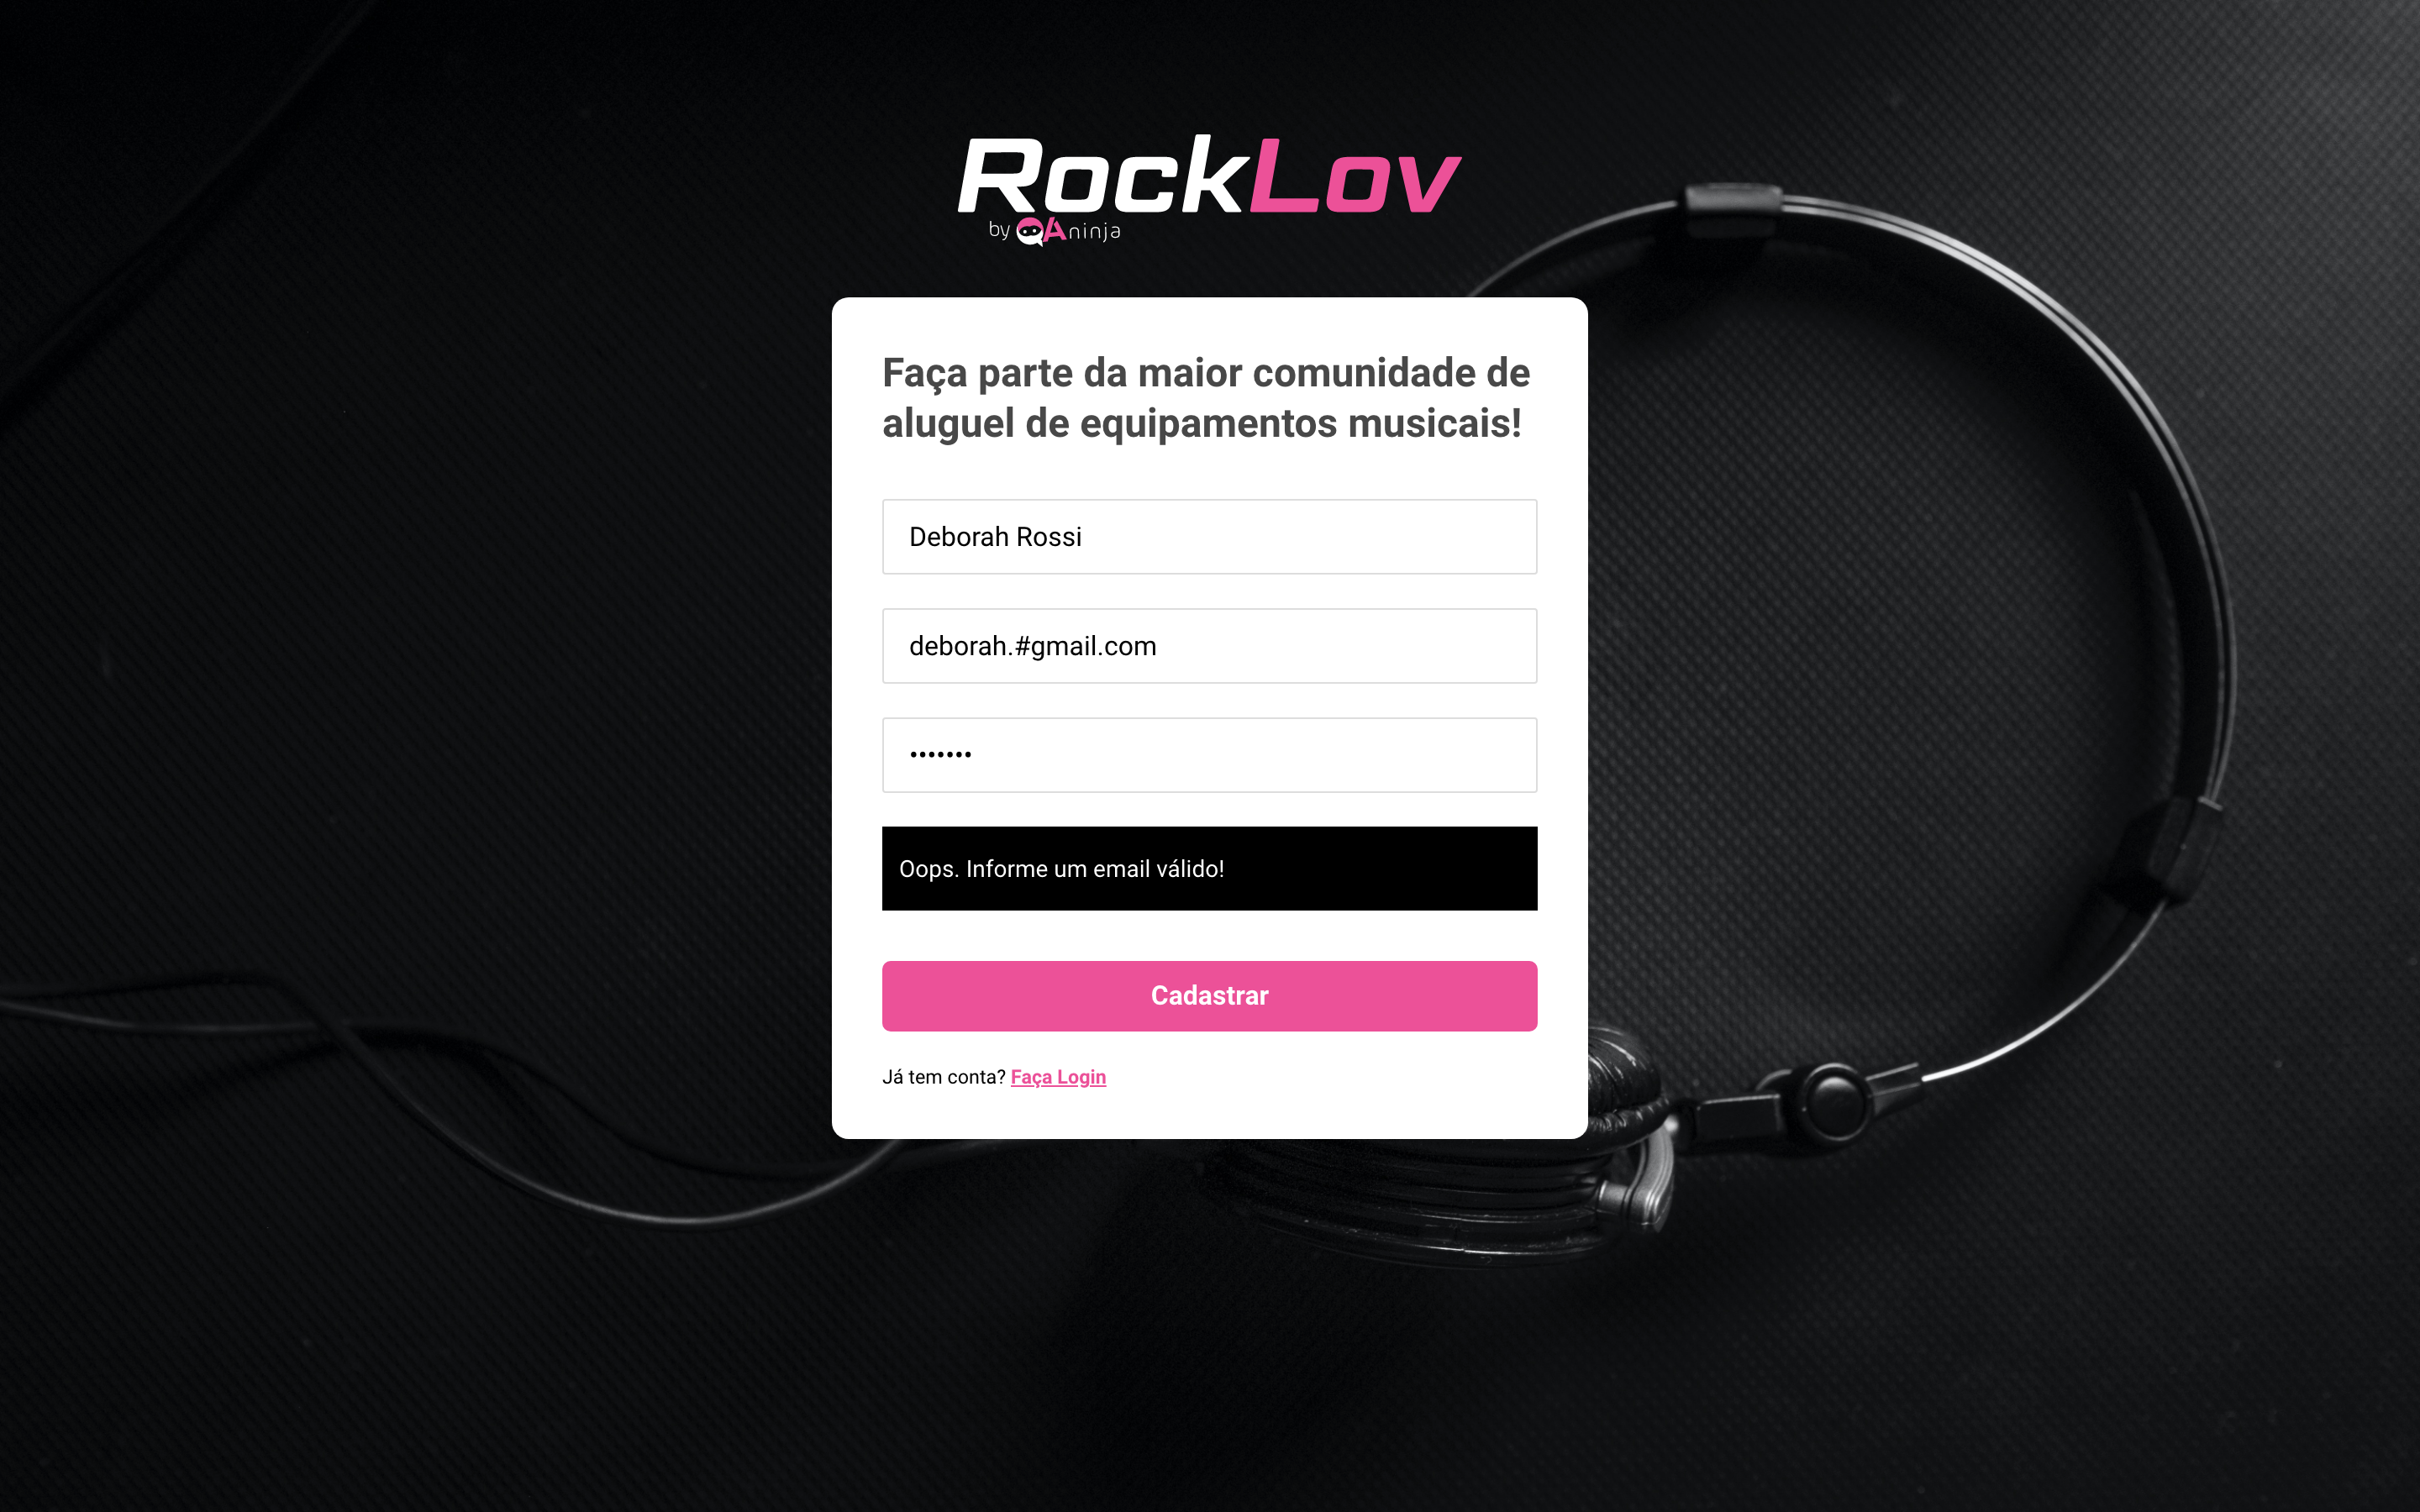 RockLov
by QAninja
Faça parte da maior comunidade de
aluguel de equipamentos musicais!
Deborah Rossi
deborah.#gmail.com
•••••••
Oops. Informe um email válido!
Cadastrar
Já tem conta? Faça Login